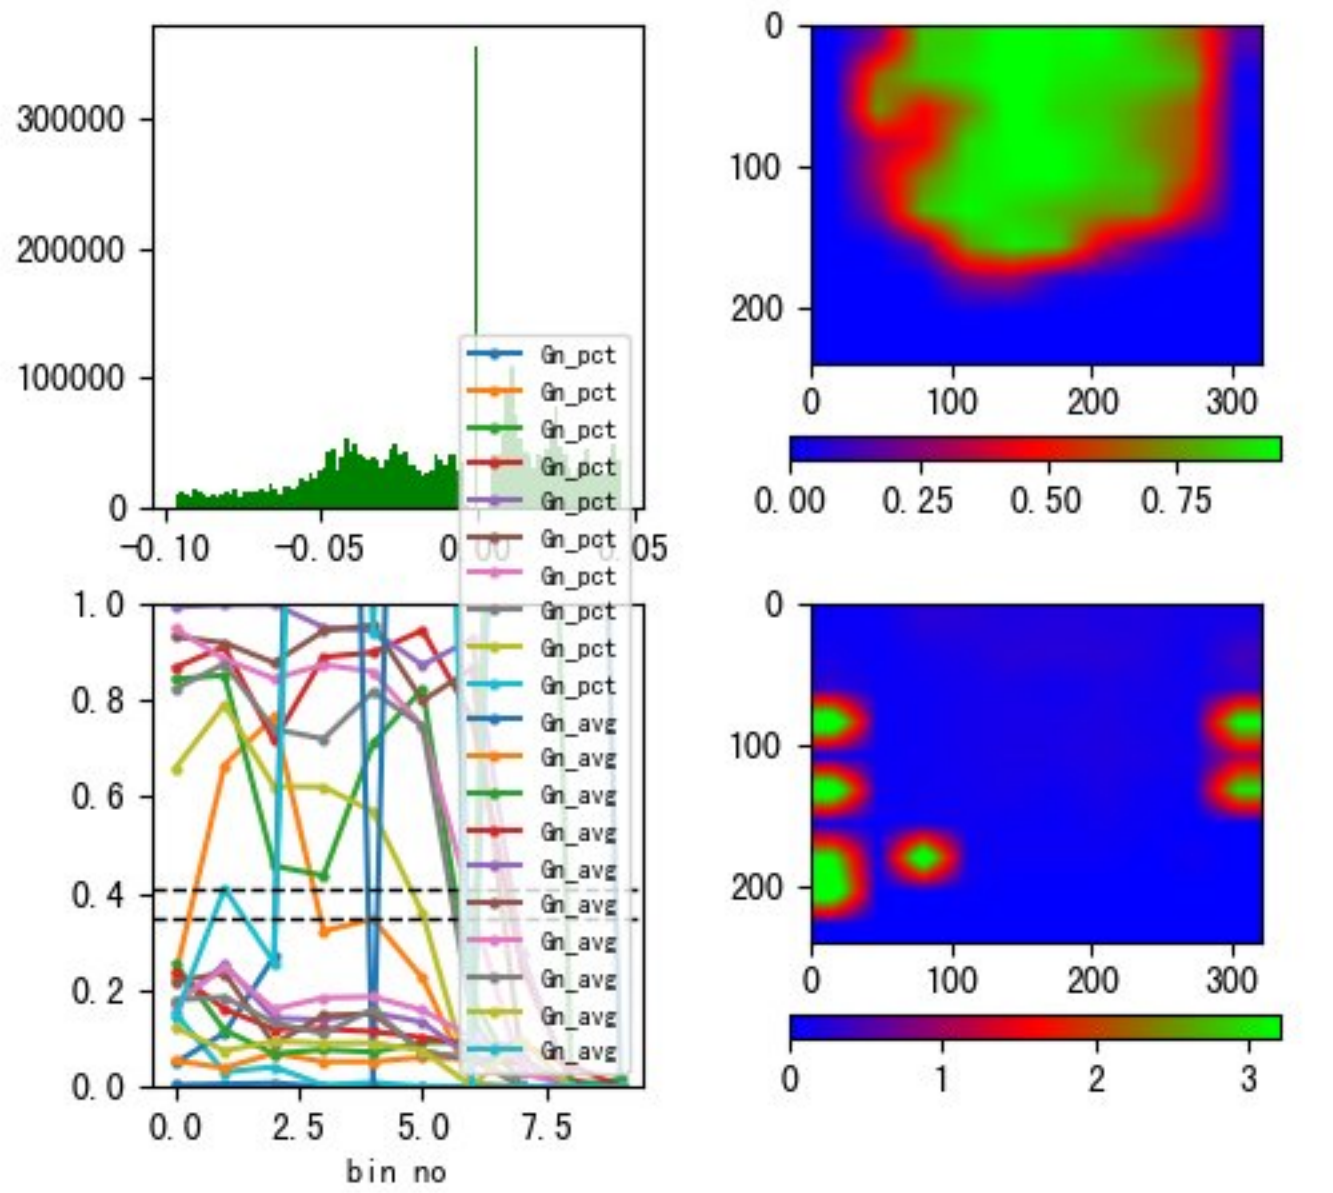 300000
200000
100000
0
-0.10 -0.05 0.00 0.05
0
100
200
0 100 200 300
0.00 0.25 0.50 0.75
Gn_pct
Gn_pct
Gn_pct
Gn_pct
Gn_pct
Gn_pct
Gn_pct
Gn_pct
Gn_pct
Gn_pct
Gn_avg
Gn_avg
Gn_avg
Gn_avg
Gn_avg
Gn_avg
Gn_avg
Gn_avg
Gn_avg
Gn_avg
1.0
0.8
0.6
0.4
0.2
0.0
0.0 2.5 5.0 7.5
bin no
0
100
200
0 100 200 300
0 1 2 3